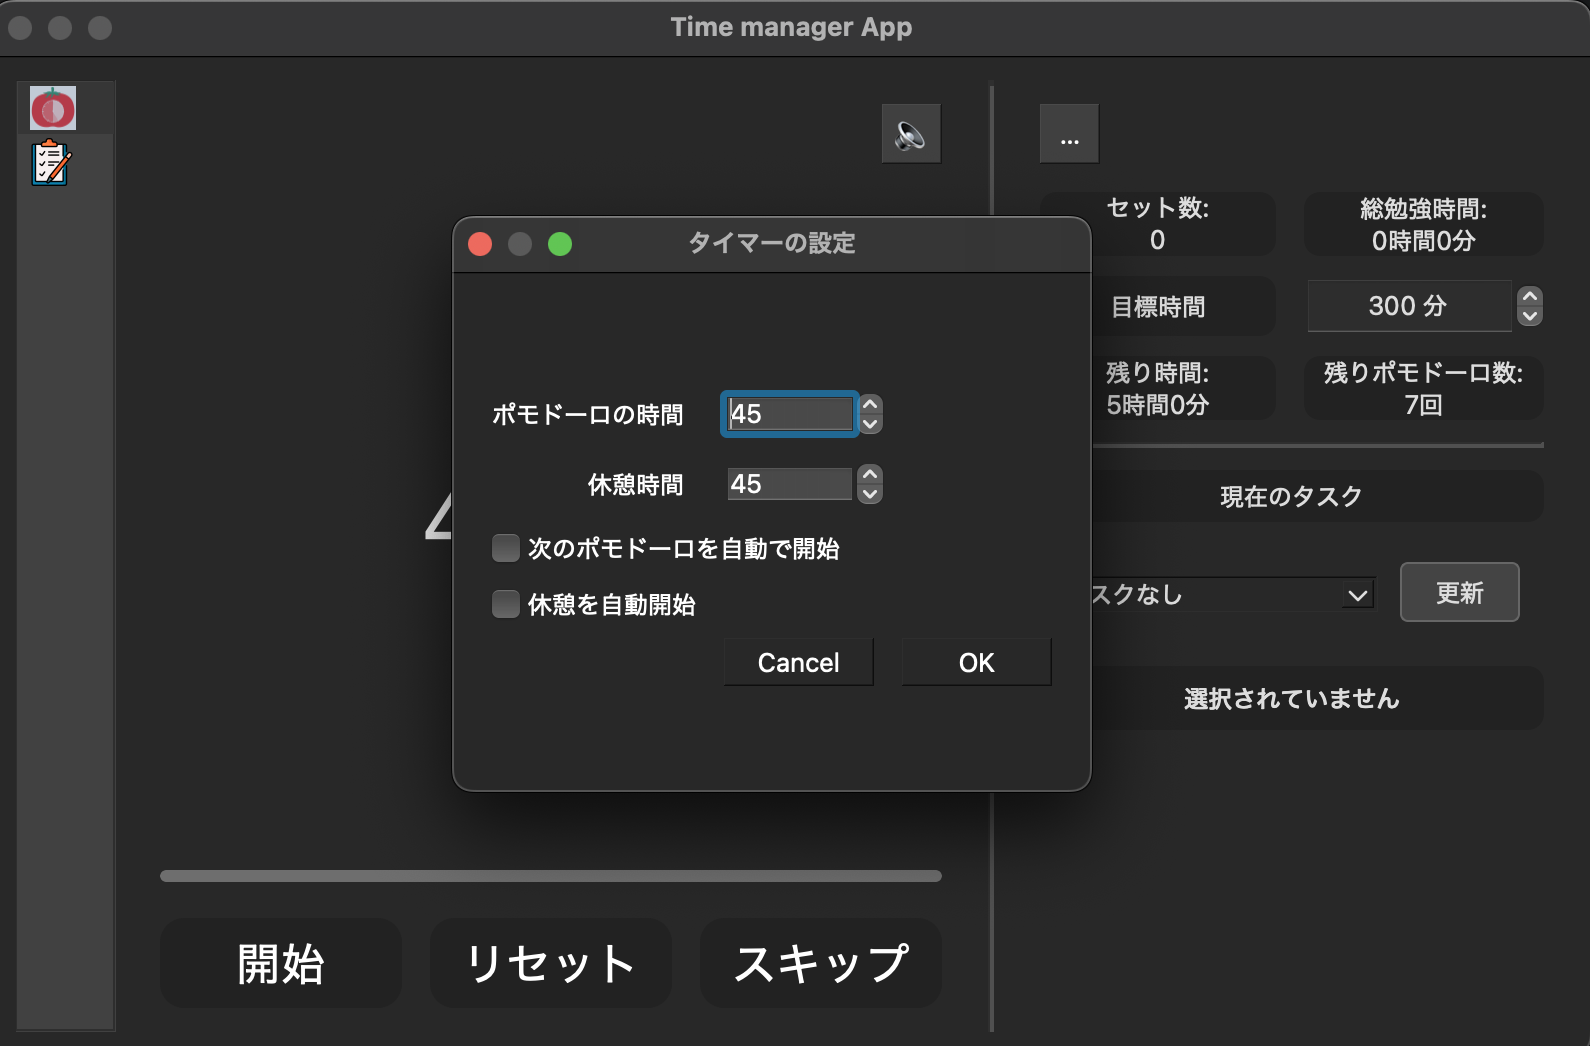 Time manager App
...
セット数:
0
総勉強時間:
0時間0分
目標時間
300 分
残り時間:
5時間0分
残りポモドーロ数:
7回
現在のタスク
スクなし
更新
選択されていません
タイマーの設定
ポモドーロの時間
45
休憩時間
45
次のポモドーロを自動で開始
休憩を自動開始
Cancel
OK
開始
リセット
スキップ